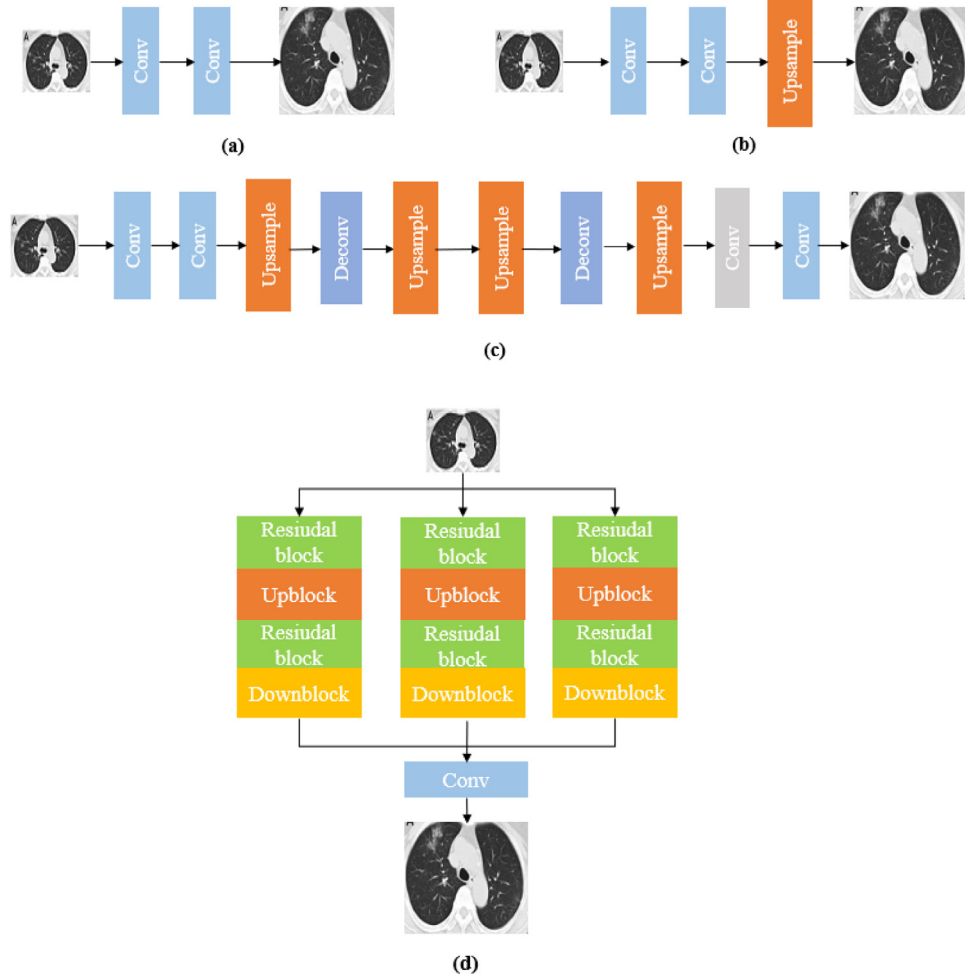 A
Conv
Conv
(a)
A
Conv
Conv
Upsample
(b)
A
Conv
Conv
Upsample
Deconv
Upsample
Upsample
Deconv
Upsample
Conv
Conv
(c)
A
Resiudal
block
Upblock
Resiudal
block
Downblock
Resiudal
block
Upblock
Resiudal
block
Downblock
Resiudal
block
Upblock
Resiudal
block
Downblock
Conv
(d)